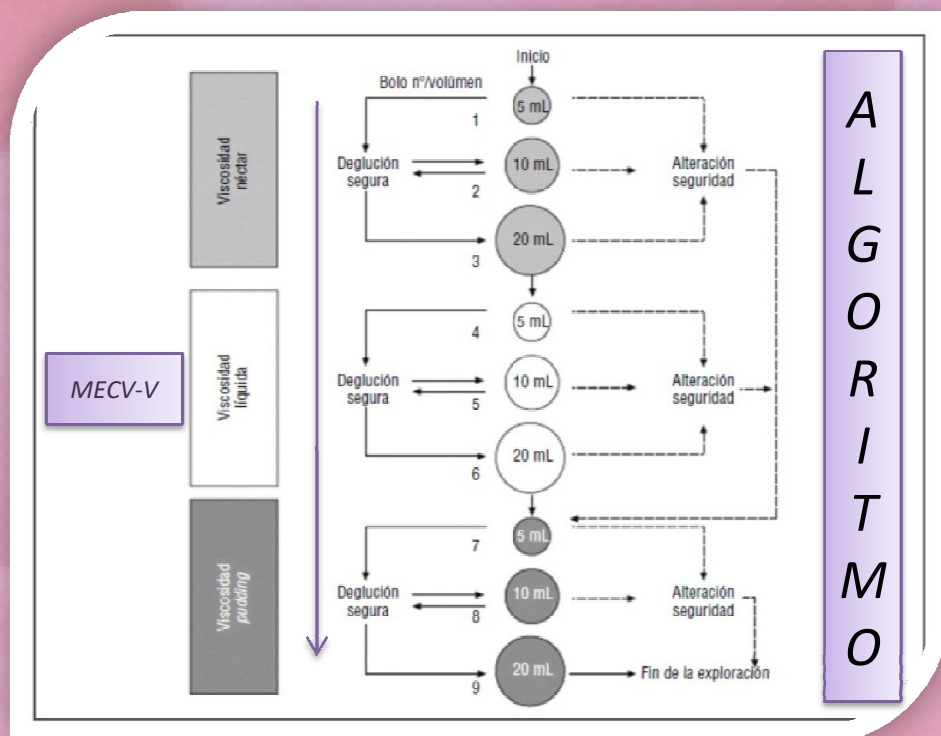 Inicio
Bolo nº/volúmen
5 mL
1
Deglución
segura
10 mL
2
Alteración
seguridad
20 mL
3
Viscosidad
néctar
5 mL
4
Deglución
segura
10 mL
5
Alteración
seguridad
20 mL
6
Viscosidad
líquida
MECV-V
5 mL
7
Deglución
segura
10 mL
8
Alteración
seguridad
20 mL
9
Fin de la exploración
Viscosidad
pudding
A
L
G
O
R
I
T
M
O